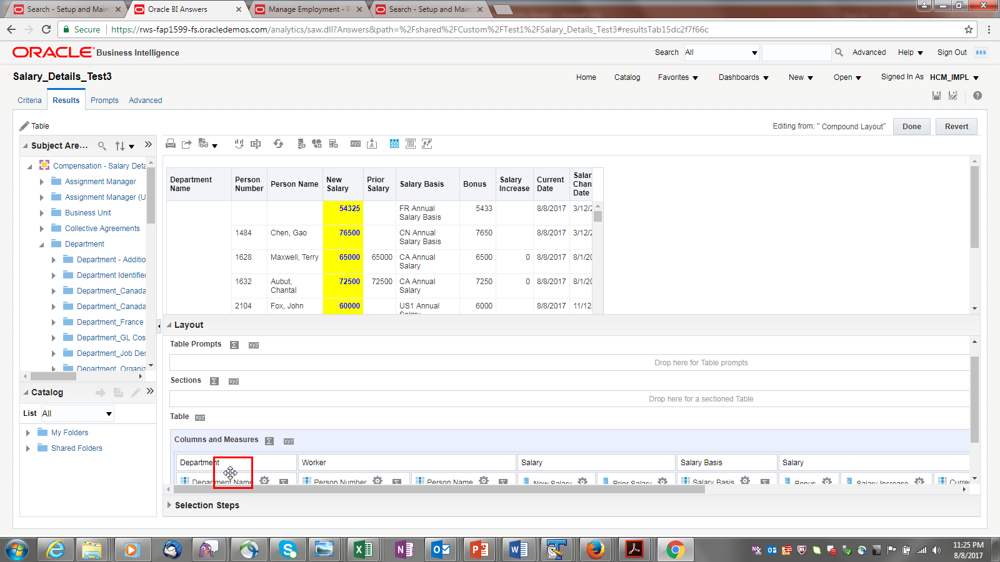 Search - Setup and Main
Oracle BI Answers
Manage Employment - P
Search - Setup and Main
Secure
https://rws-fap1599-fs.oracledemos.com/analytics/saw.dll?Answers&path=%2Fshared%2FCustom%2FTest1%2FSalary_Details_Test3#resultsTab15dc2f7f66c
ORACLE Business Intelligence
Search All
Advanced
Help
Sign Out
Salary_Details_Test3
Home
Catalog
Favorites
Dashboards
New
Open
Signed In As HCM_IMPL
Criteria
Results
Prompts
Advanced
Table
Editing from: " Compound Layout"
Done
Revert
Subject Are...
Compensation - Salary Deta
Assignment Manager
Assignment Manager (U
Business Unit
Collective Agreements
Department
Department - Additio
Department Identifier
Department_Canada
Department_Canada
Department_France
Department_GL Cos
Department_Job Des
Department_Organiz
Catalog
List All
My Folders
Shared Folders
Department Name Person Number Person Name New Salary Prior Salary Salary Basis Bonus Salary Increase Current Date Salar Chan Date
54325 FR Annual Salary Basis 5433 8/8/2017 3/12/2
1484 Chen, Gao 76500 CN Annual Salary Basis 7650 8/8/2017 3/12/2
1628 Maxwell, Terry 65000 65000 CA Annual Salary 6500 0 8/8/2017 8/1/20
1632 Aubut, Chantal 72500 72500 CA Annual Salary 7250 0 8/8/2017 8/1/20
2104 Fox, John 60000 US1 Annual Salary 6000 8/8/2017 11/12
Layout
Table Prompts xyz
Drop here for Table prompts
Sections xyz
Drop here for a sectioned Table
Table xyz
Columns and Measures xyz
Department Worker Salary Salary Basis Salary
Department Name Person Number Person Name New Salary Prior Salary Salary Basis Bonus Salary Increase Curre
Selection Steps
11:25 PM
8/8/2017